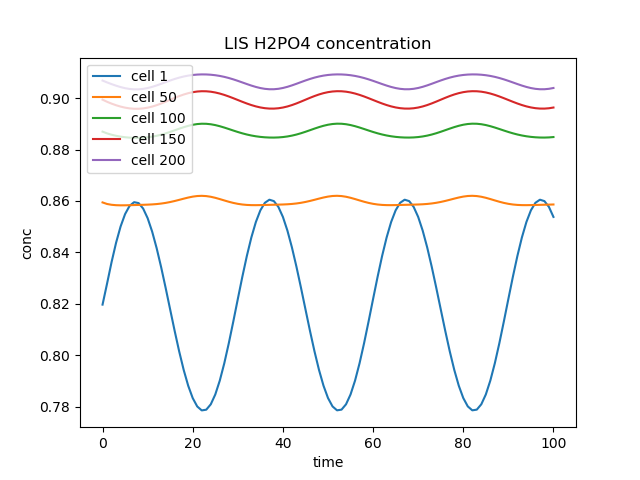 LIS H2PO4 concentration
cell 1
cell 50
cell 100
cell 150
cell 200
conc
0.90
0.88
0.86
0.84
0.82
0.80
0.78
0 20 40 60 80 100
time